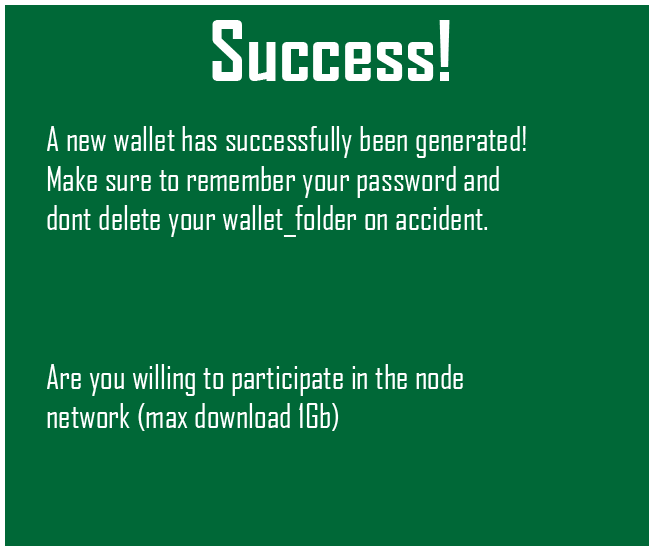 Success!
A new wallet has successfully been generated!
Make sure to remember your password and
dont delete your wallet_folder on accident.
Are you willing to participate in the node
network (max download 1Gb)